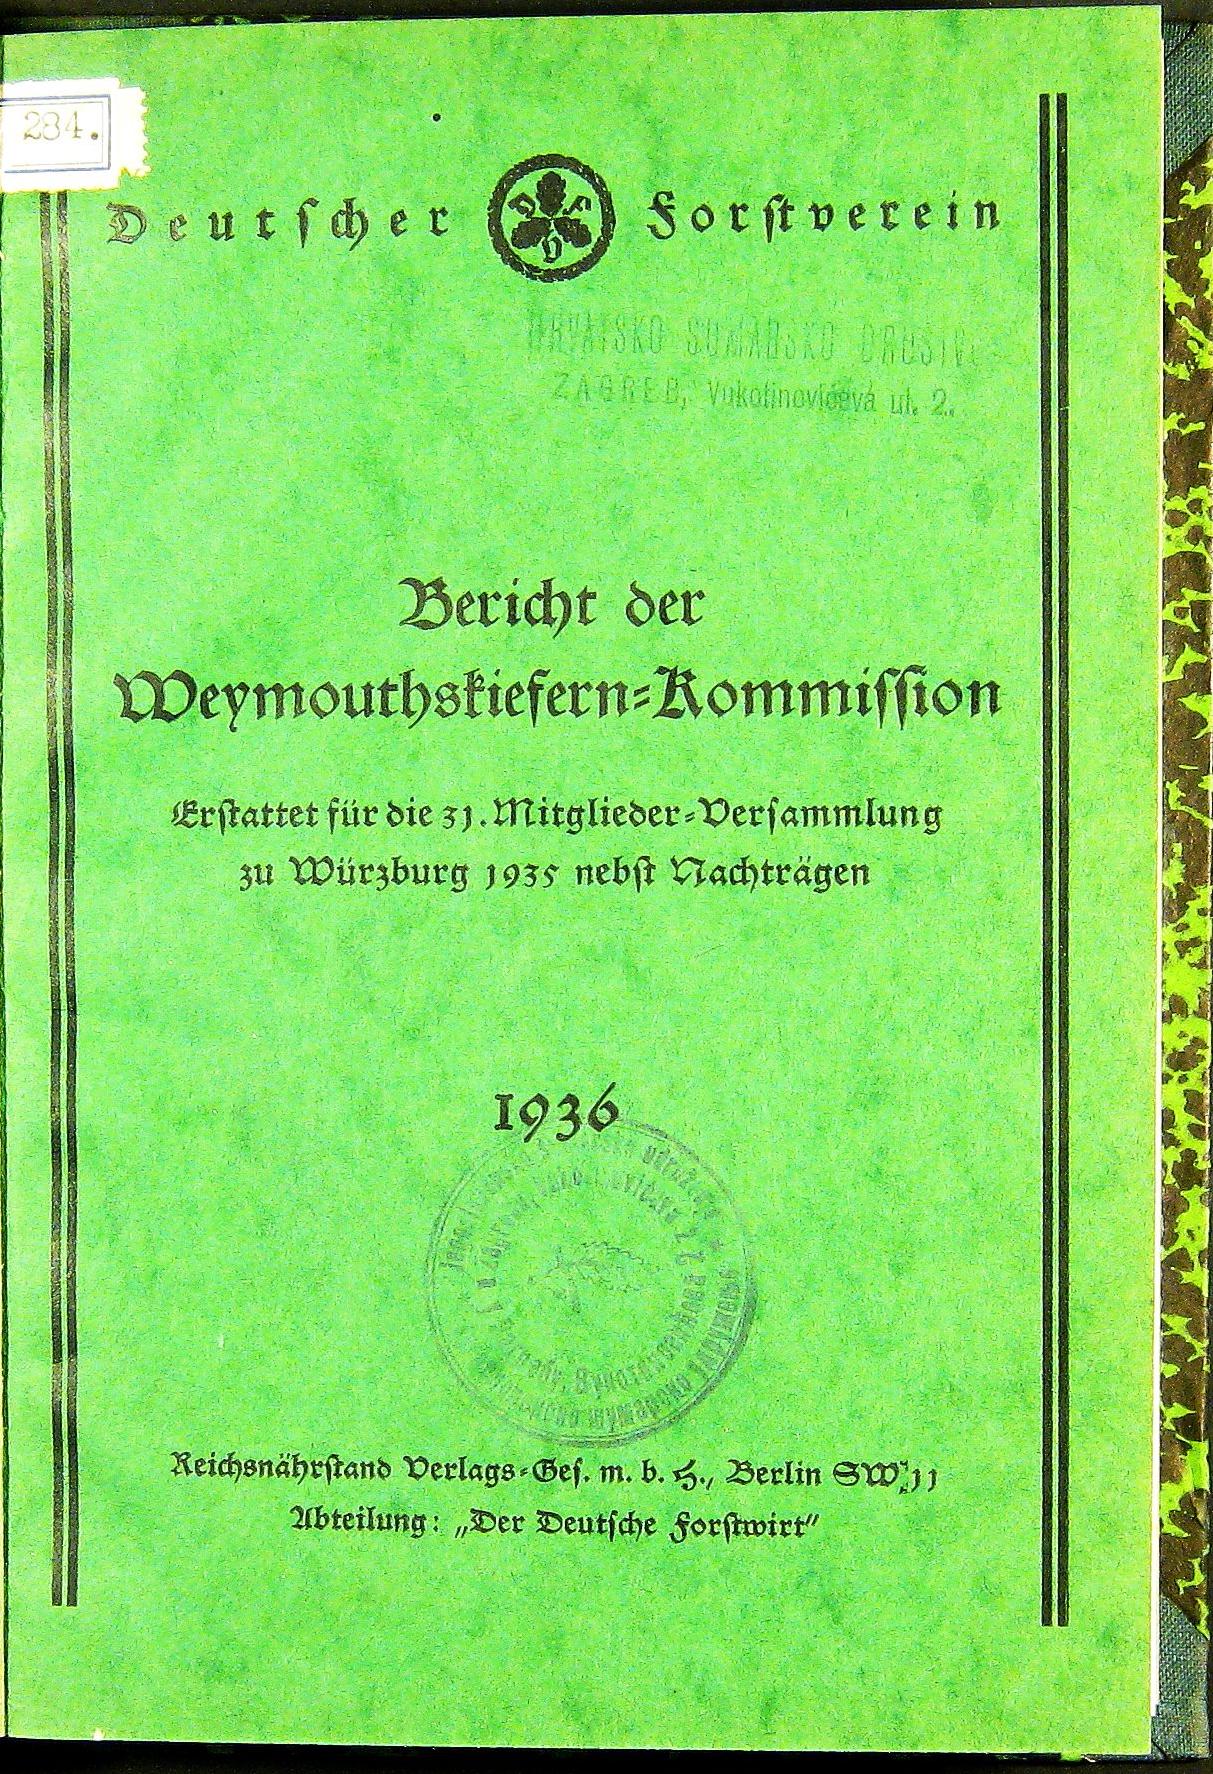 284.
Deutscher D F V Forstverein
HRVATSKO ŠUMARSKO DRUŠTVO
ZAGREB, Vukotinovićeva ul. 2.
Bericht der
Weymouthskiefern-Kommission
Erstattet für die 31. Mitglieder-Versammlung
zu Würzburg 1935 nebst Nachträgen
1936
Reichsnährstand Verlags-Ges. m. b. H., Berlin SW 11
Abteilung: „Der Deutsche Forstwirt“